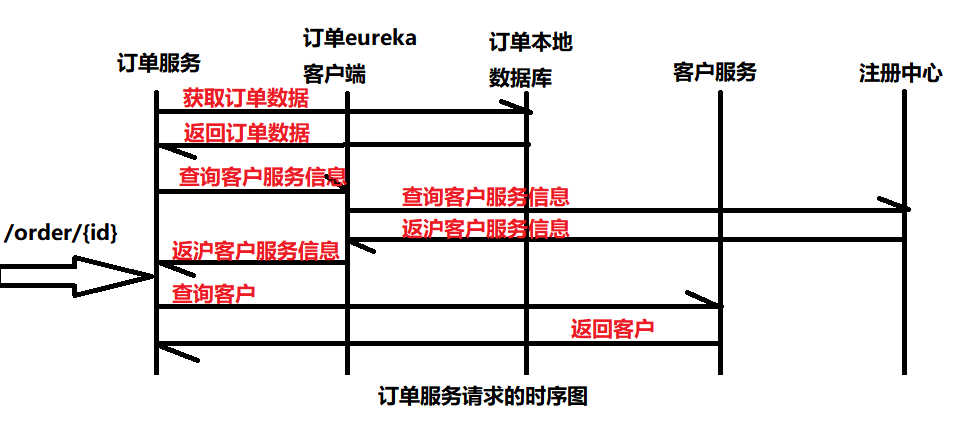 订单服务
订单eureka
客户端
订单本地
数据库
客户服务
注册中心
获取订单数据
返回订单数据
查询客户服务信息
查询客户服务信息
返沪客户服务信息
/order/{id}
返沪客户服务信息
查询客户
返回客户
订单服务请求的时序图